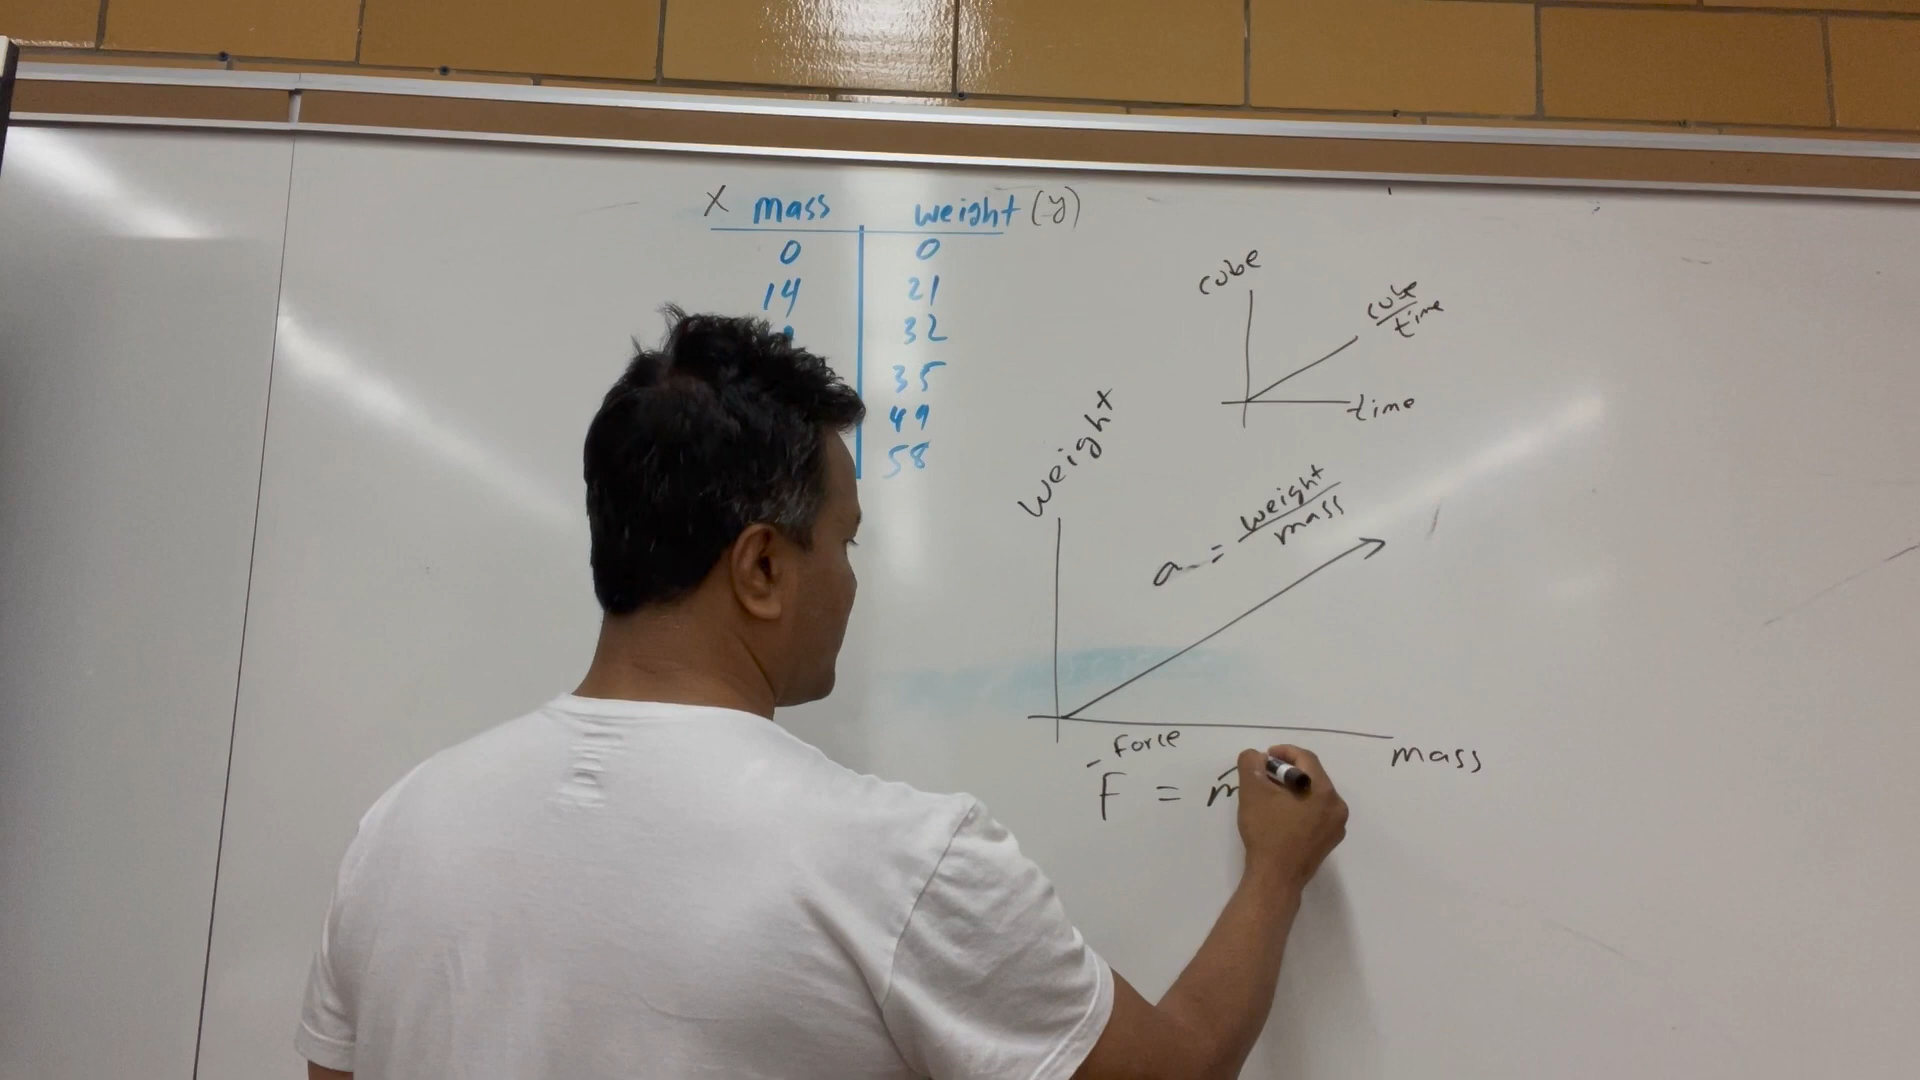 X mass weight (y)
0 0
14 21
32
35
49
58
cube
cube
time
time
Weight
a = weight
mass
mass
Force
F = m